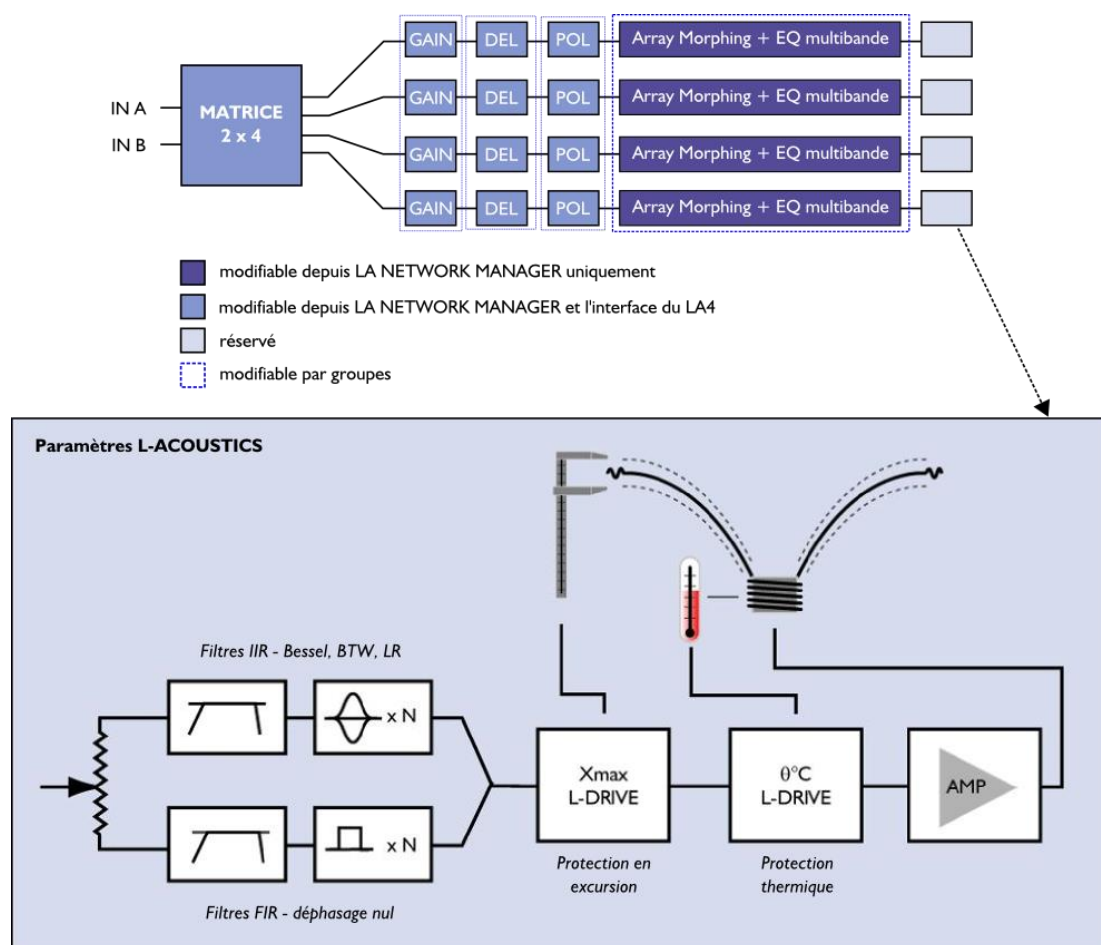 GAIN DEL POL Array Morphing + EQ multibande
IN A
IN B
MATRICE
2 x 4
GAIN DEL POL Array Morphing + EQ multibande
GAIN DEL POL Array Morphing + EQ multibande
GAIN DEL POL Array Morphing + EQ multibande
modifiable depuis LA NETWORK MANAGER uniquement
modifiable depuis LA NETWORK MANAGER et l'interface du LA4
réservé
modifiable par groupes
Paramètres L-ACOUSTICS
Filtres IIR - Bessel, BTW, LR
x N
x N
Filtres FIR - déphasage nul
Xmax
L-DRIVE
Protection en
excursion
θ°C
L-DRIVE
Protection
thermique
AMP